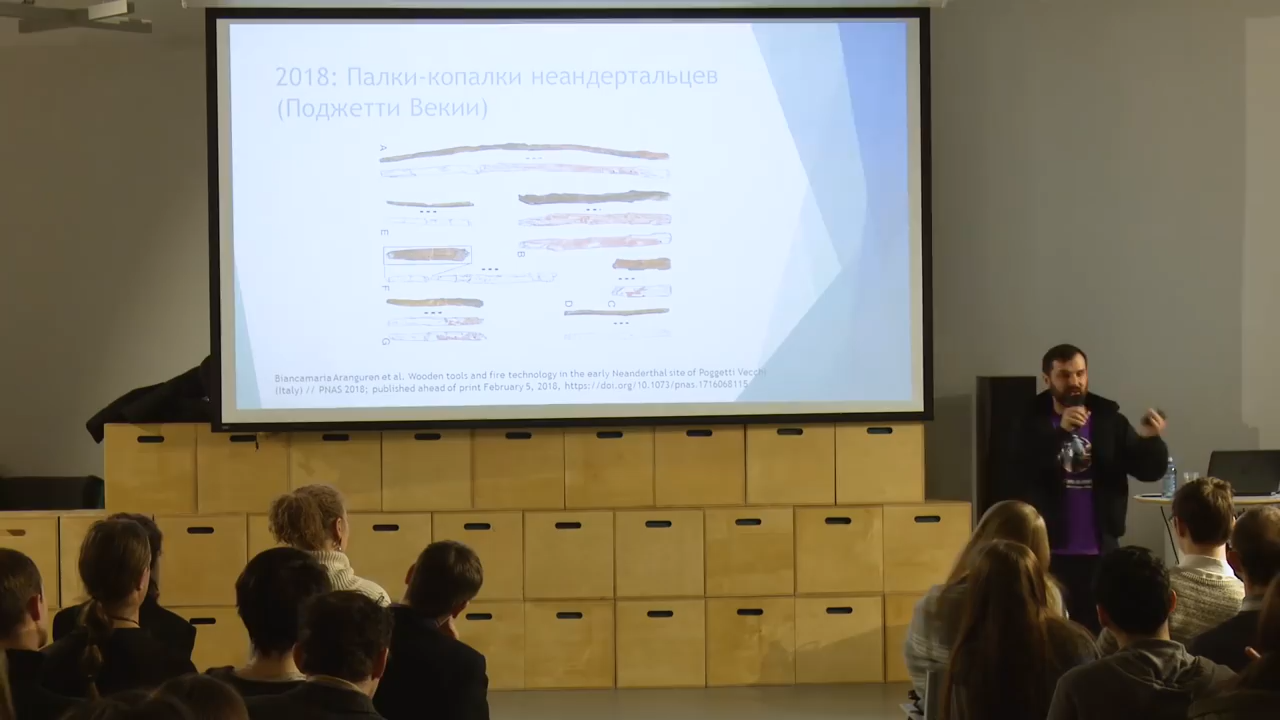 2018: Палки-копалки неандертальцев
(Поджетти Векии)
A
E
B
F
D
C
G
Biancamaria Aranguren et al. Wooden tools and fire technology in the early Neanderthal site of Poggetti Vecchi
(Italy) // PNAS 2018; published ahead of print February 5, 2018, https://doi.org/10.1073/pnas.1716068115